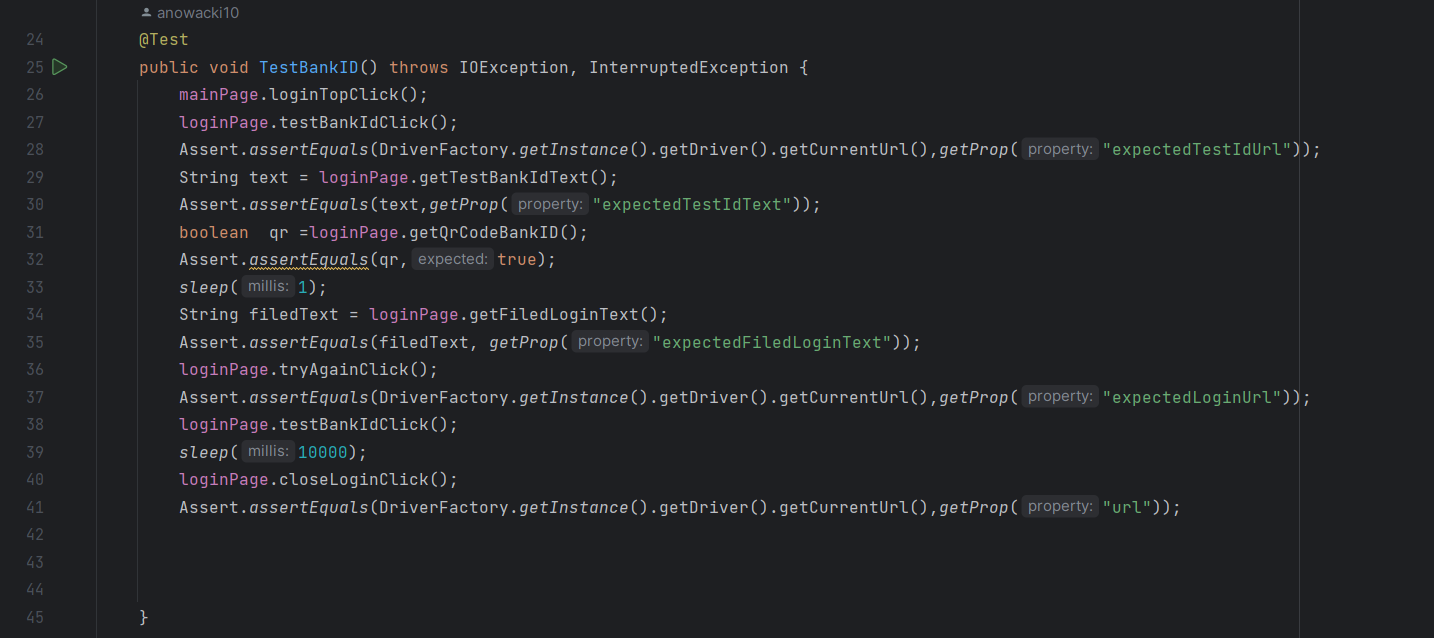 anowacki10
24 @Test
25 public void TestBankID() throws IOException, InterruptedException {
26 mainPage.loginTopClick();
27 loginPage.testBankIdClick();
28 Assert.assertEquals(DriverFactory.getInstance().getDriver().getCurrentUrl(),getProp( property: "expectedTestIdUrl"));
29 String text = loginPage.getTestBankIdText();
30 Assert.assertEquals(text,getProp( property: "expectedTestIdText"));
31 boolean  qr =loginPage.getQrCodeBankID();
32 Assert.assertEquals(qr, expected: true);
33 sleep( millis: 1);
34 String filedText = loginPage.getFiledLoginText();
35 Assert.assertEquals(filedText, getProp( property: "expectedFiledLoginText"));
36 loginPage.tryAgainClick();
37 Assert.assertEquals(DriverFactory.getInstance().getDriver().getCurrentUrl(),getProp( property: "expectedLoginUrl"));
38 loginPage.testBankIdClick();
39 sleep( millis: 10000);
40 loginPage.closeLoginClick();
41 Assert.assertEquals(DriverFactory.getInstance().getDriver().getCurrentUrl(),getProp( property: "url"));
42
43
44
45 }